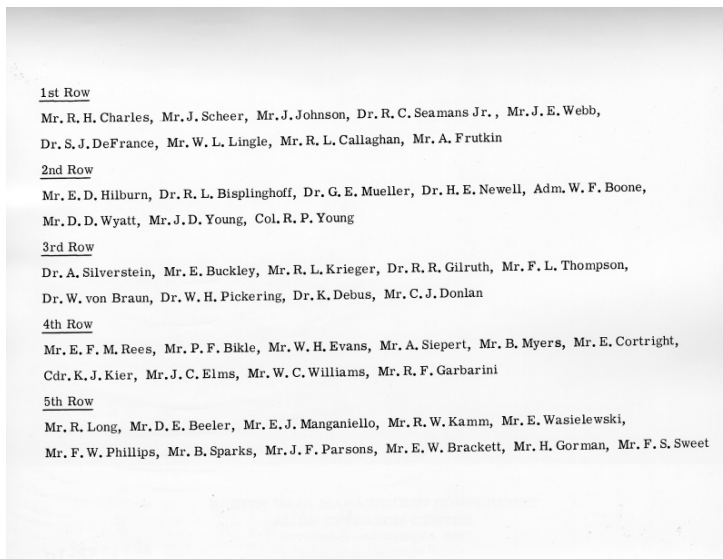 1st Row
Mr. R. H. Charles, Mr. J. Scheer, Mr. J. Johnson, Dr. R. C. Seamans Jr., Mr. J. E. Webb,
Dr. S. J. DeFrance, Mr. W. L. Lingle, Mr. R. L. Callaghan, Mr. A. Frutkin
2nd Row
Mr. E. D. Hilburn, Dr. R. L. Bisplinghoff, Dr. G. E. Mueller, Dr. H. E. Newell, Adm. W. F. Boone,
Mr. D. D. Wyatt, Mr. J. D. Young, Col. R. P. Young
3rd Row
Dr. A. Silverstein, Mr. E. Buckley, Mr. R. L. Krieger, Dr. R. R. Gilruth, Mr. F. L. Thompson,
Dr. W. von Braun, Dr. W. H. Pickering, Dr. K. Debus, Mr. C. J. Donlan
4th Row
Mr. E. F. M. Rees, Mr. P. F. Bikle, Mr. W. H. Evans, Mr. A. Siepert, Mr. B. Myers, Mr. E. Cortright,
Cdr. K. J. Kier, Mr. J. C. Elms, Mr. W. C. Williams, Mr. R. F. Garbarini
5th Row
Mr. R. Long, Mr. D. E. Beeler, Mr. E. J. Manganiello, Mr. R. W. Kamm, Mr. E. Wasielewski,
Mr. F. W. Phillips, Mr. B. Sparks, Mr. J. F. Parsons, Mr. E. W. Brackett, Mr. H. Gorman, Mr. F. S. Sweet